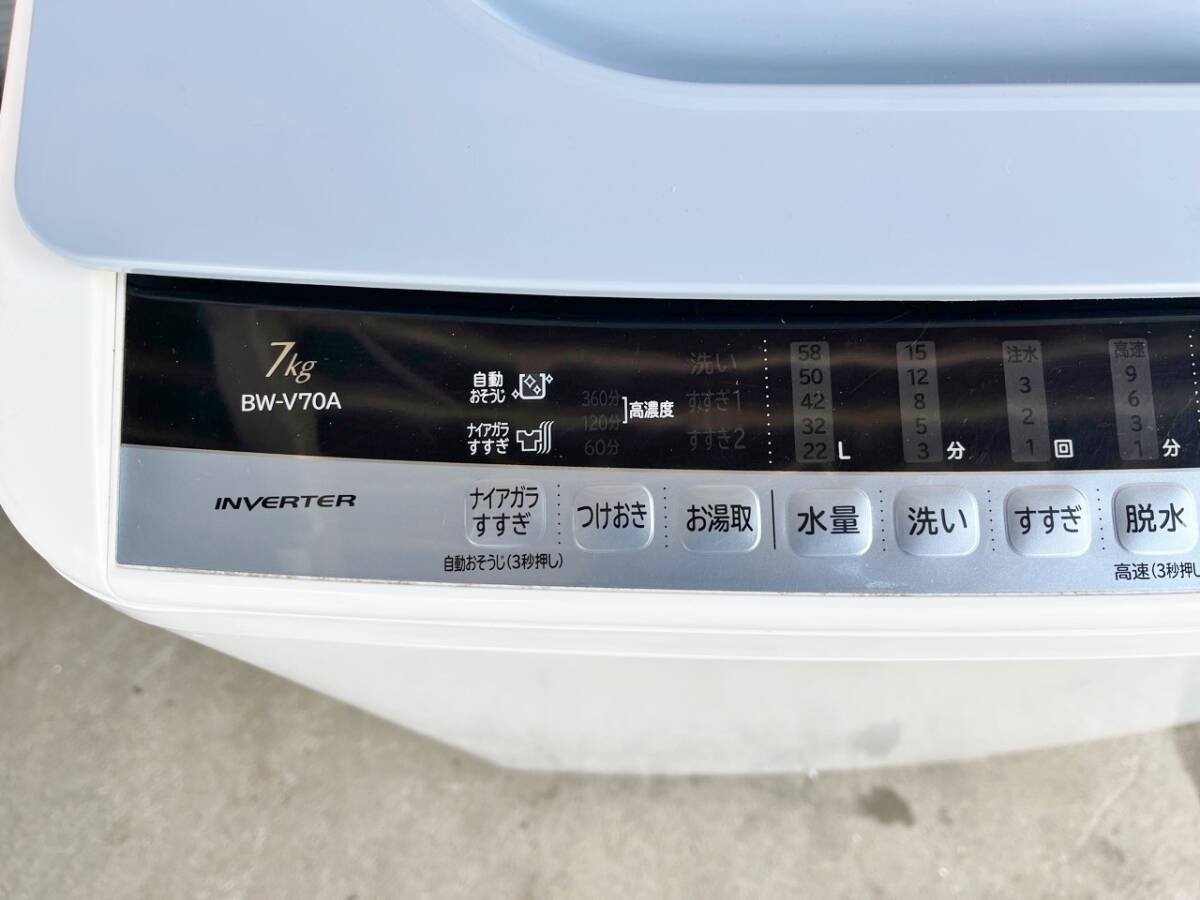 7kg
BW-V70A
自動
おそうじ
ナイアガラ
すすぎ
360分
120分
60分
高濃度
洗い
すすぎ1
すすぎ2
58
50
42
32
22 L
15
12
8
5
3 分
注水
3
2
1 回
高速
9
6
3
1 分
INVERTER
ナイアガラ
すすぎ
つけおき
お湯取
水量
洗い
すすぎ
脱水
自動おそうじ(3秒押し)
高速(3秒押し